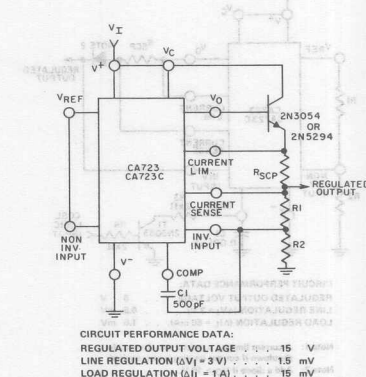 VI
V+
VC
VREF
VO
2N3054
OR
2N5294
CA723
CA723C
CURRENT
LIM
RSCP
REGULATED
OUTPUT
CURRENT
SENSE
R1
INV.
INPUT
R2
NON
INV.
INPUT
V-
COMP
C1
500 pF
CIRCUIT PERFORMANCE DATA:
REGULATED OUTPUT VOLTAGE . . . . 15 V
LINE REGULATION (ΔVI = 3 V) . . . . 1.5 mV
LOAD REGULATION (ΔIL = 1 A) . . . . 15 mV